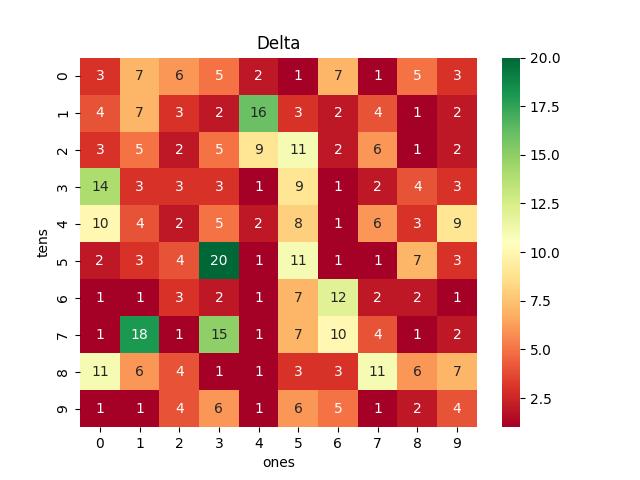 Delta
0 3 7 6 5 2 1 7 1 5 3
1 4 7 3 2 16 3 2 4 1 2
2 3 5 2 5 9 11 2 6 1 2
3 14 3 3 3 1 9 1 2 4 3
4 10 4 2 5 2 8 1 6 3 9
5 2 3 4 20 1 11 1 1 7 3
6 1 1 3 2 1 7 12 2 2 1
7 1 18 1 15 1 7 10 4 1 2
8 11 6 4 1 1 3 3 11 6 7
9 1 1 4 6 1 6 5 1 2 4
0 1 2 3 4 5 6 7 8 9
ones
tens
20.0
17.5
15.0
12.5
10.0
7.5
5.0
2.5